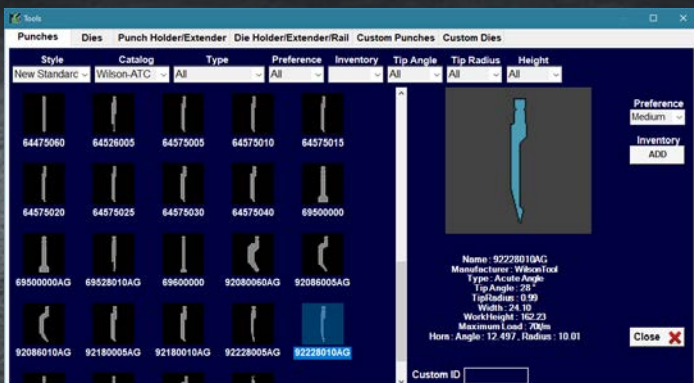 Tools
Punches Dies Punch Holder/Extender Die Holder/Extender/Rail Custom Punches Custom Dies
Style Catalog Type Preference Inventory Tip Angle Tip Radius Height
New Standard Wilson-ATC All All All All All
64475060 64526005 64575005 64575010 64575015
64575020 64575025 64575030 64575040 69500000
69500000AG 69528010AG 69600000 92080060AG 92086005AG
92086010AG 92180005AG 92180010AG 92228005AG 92228010AG
Preference
Medium
Inventory
ADD
Name : 92228010AG
Manufacturer : WilsonTool
Type : Acute Angle
Tip Angle : 28 °
TipRadius : 0.99
Width : 24.10
WorkHeight : 162.23
Maximum Load : 70t/m
Horn : Angle : 12.497 , Radius : 10.01
Close
Custom ID